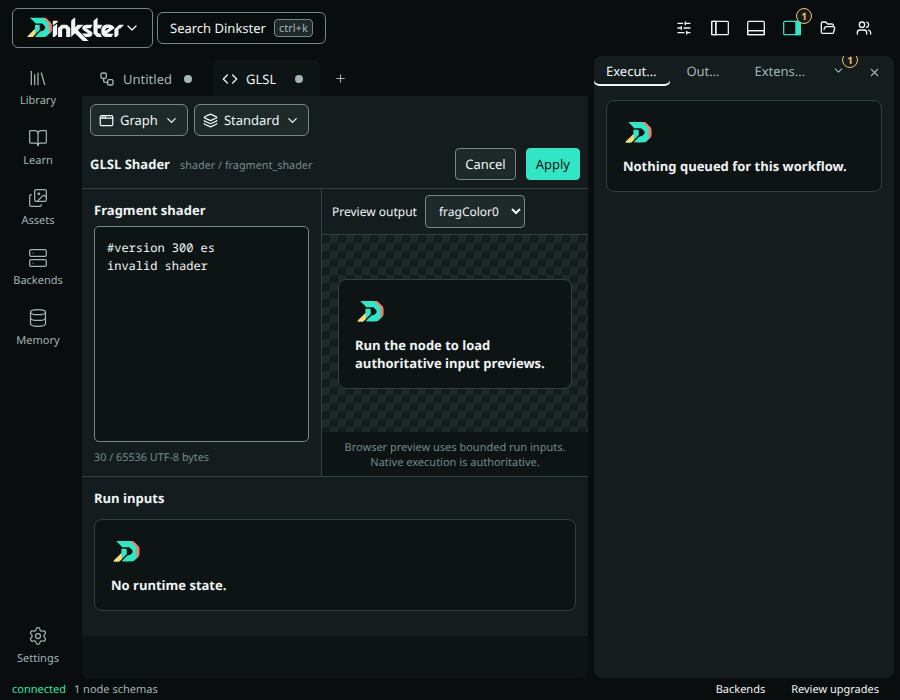 Dinkster
Search Dinkster ctrl+k
1
Library
Learn
Assets
Backends
Memory
Settings
Untitled
GLSL
Graph
Standard
GLSL Shader shader / fragment_shader
Cancel Apply
Fragment shader
#version 300 es
invalid shader
30 / 65536 UTF-8 bytes
Preview output fragColor0
Run the node to load
authoritative input previews.
Browser preview uses bounded run inputs.
Native execution is authoritative.
Run inputs
No runtime state.
Execut... Out... Extens... 1
Nothing queued for this workflow.
connected 1 node schemas
Backends Review upgrades